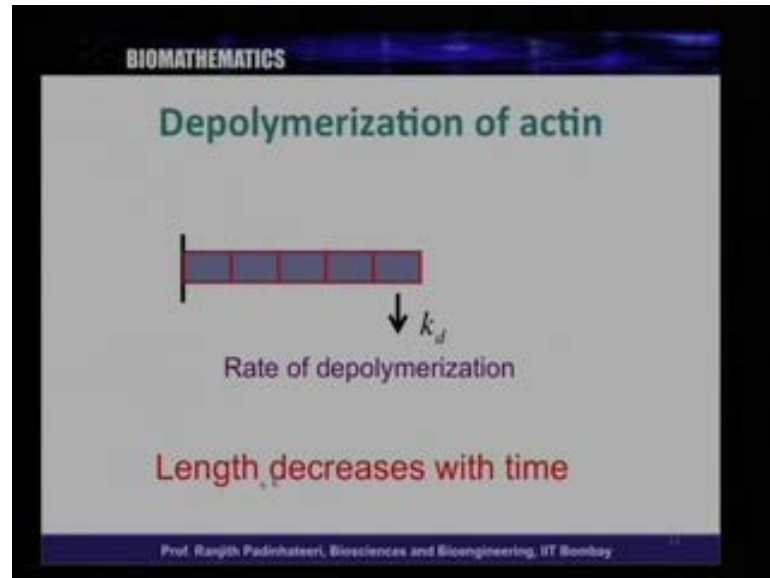 BIOMATHEMATICS
Depolymerization of actin
k_d
Rate of depolymerization
Length decreases with time
Prof. Ranjith Padinhateeri, Biosciences and Bioengineering, IIT Bombay